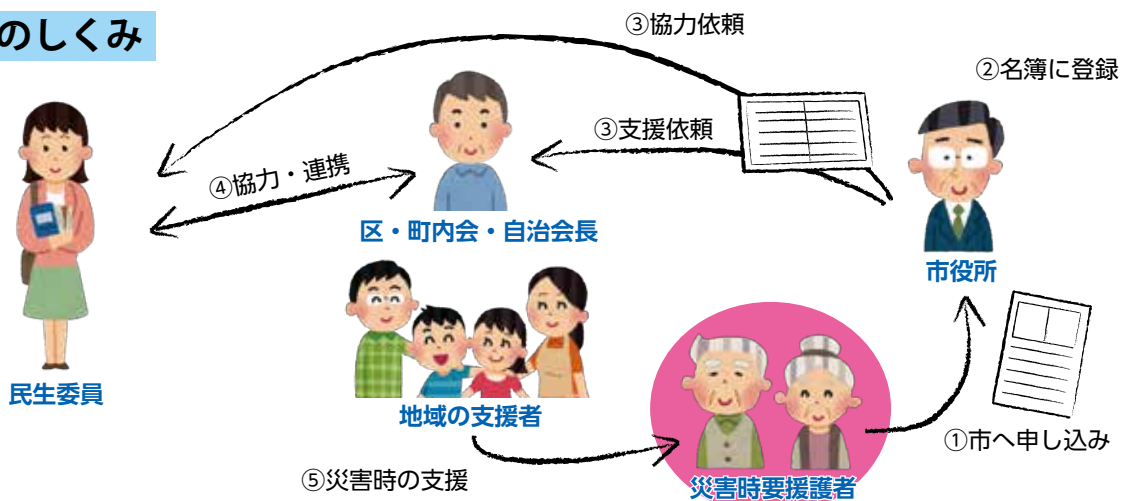 のしくみ
③協力依頼
②名簿に登録
③支援依頼
④協力・連携
区・町内会・自治会長
市役所
民生委員
地域の支援者
①市へ申し込み
⑤災害時の支援
災害時要援護者